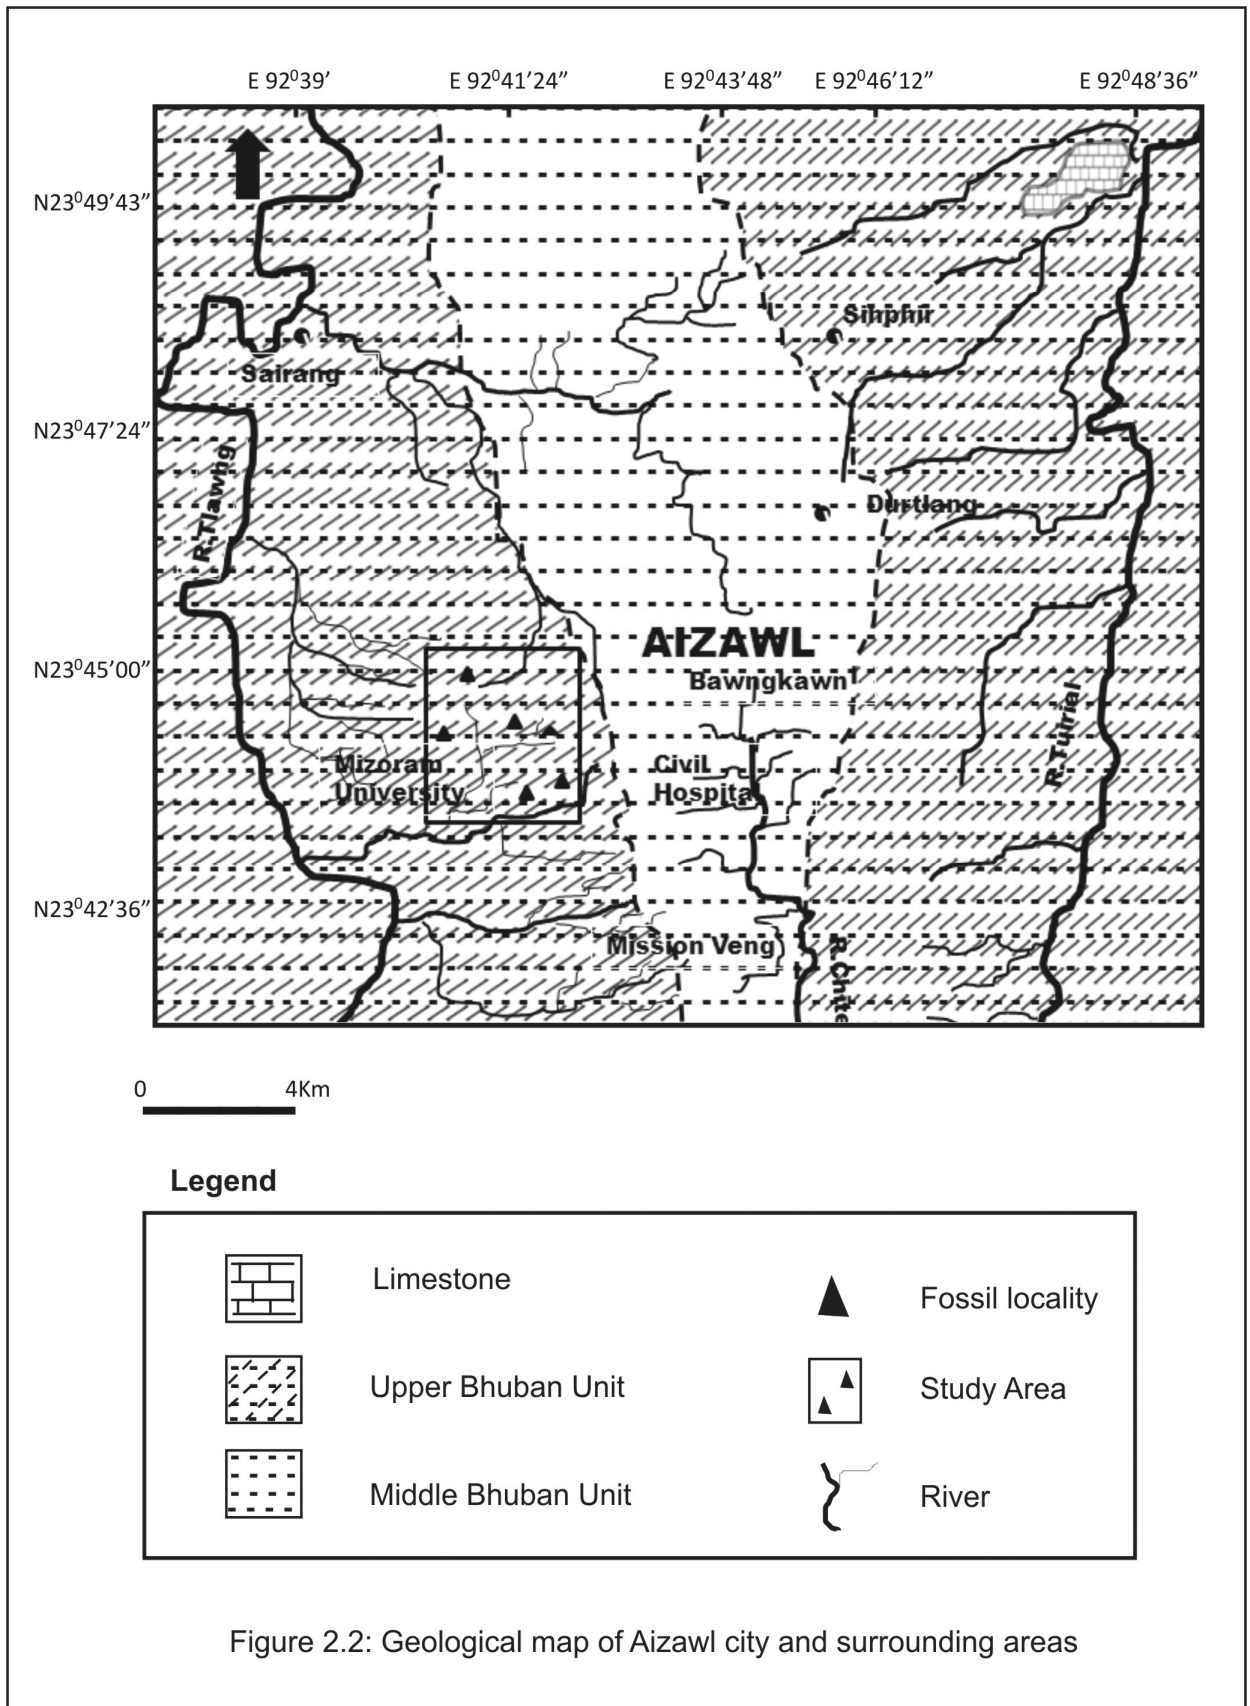 E 92⁰39’ E 92⁰41’24” E 92⁰43’48” E 92⁰46’12” E 92⁰48’36”
N23⁰49’43”
Sihphir
Sairang
N23⁰47’24”
R.Tlawng
Durtlang
AIZAWL
N23⁰45’00”
Bawngkawn
R.Tuirial
Mizoram
University
Civil
Hospital
N23⁰42’36”
Mission Veng
R.Chite
0 4Km
Legend
Limestone
Fossil locality
Upper Bhuban Unit
Study Area
Middle Bhuban Unit
River
Figure 2.2: Geological map of Aizawl city and surrounding areas